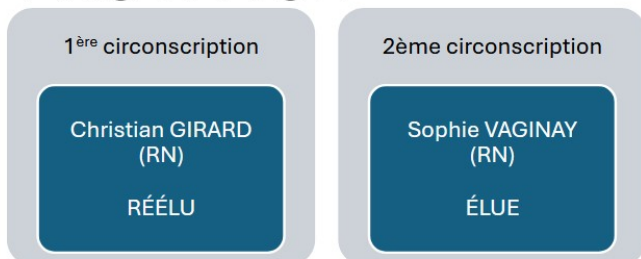 1ère circonscription
Christian GIRARD
(RN)
RÉÉLU
2ème circonscription
Sophie VAGINAY
(RN)
ÉLUE